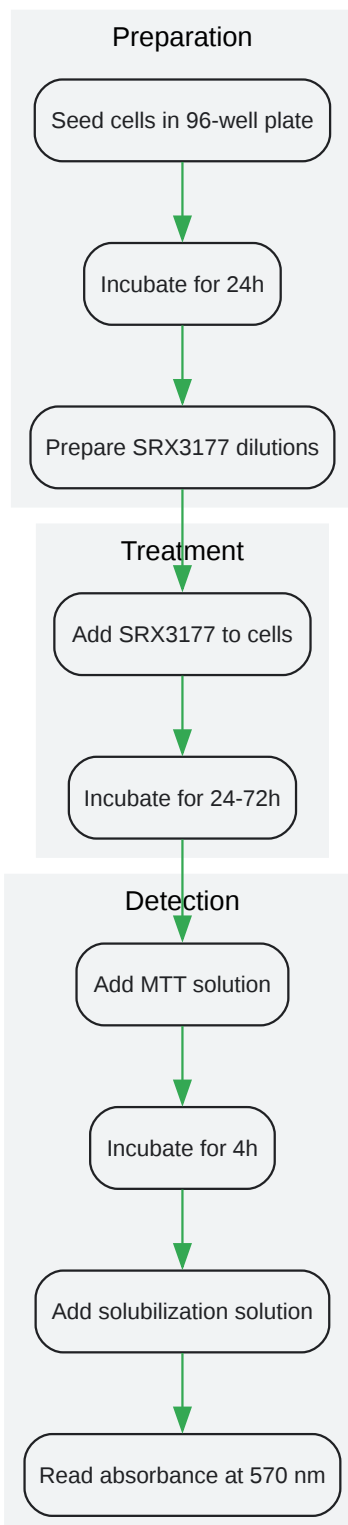 Preparation
Seed cells in 96-well plate
Incubate for 24h
Prepare SRX3177 dilutions
Treatment
Add SRX3177 to cells
Incubate for 24-72h
Detection
Add MTT solution
Incubate for 4h
Add solubilization solution
Read absorbance at 570 nm